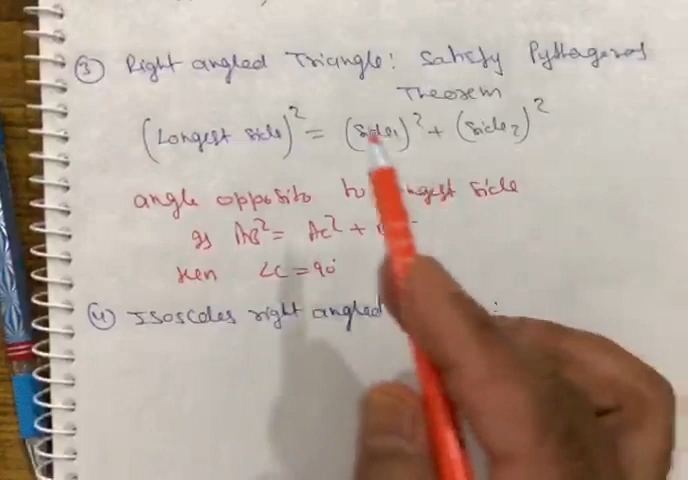 ③ Right angled Triangle: Satisfy Pythagoras
Theorem
(Longest side)² = (Side₁)² + (Side₂)²
angle opposite to longest side
If AB² = AC² +
then ∠C = 90°
④ Isosceles right angled :